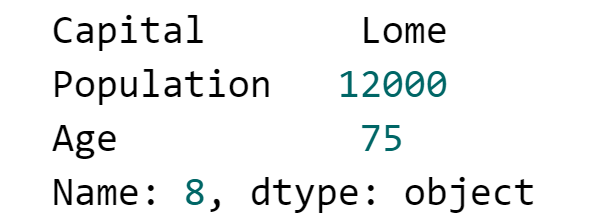 Capital Lome
Population 12000
Age 75
Name: 8, dtype: object